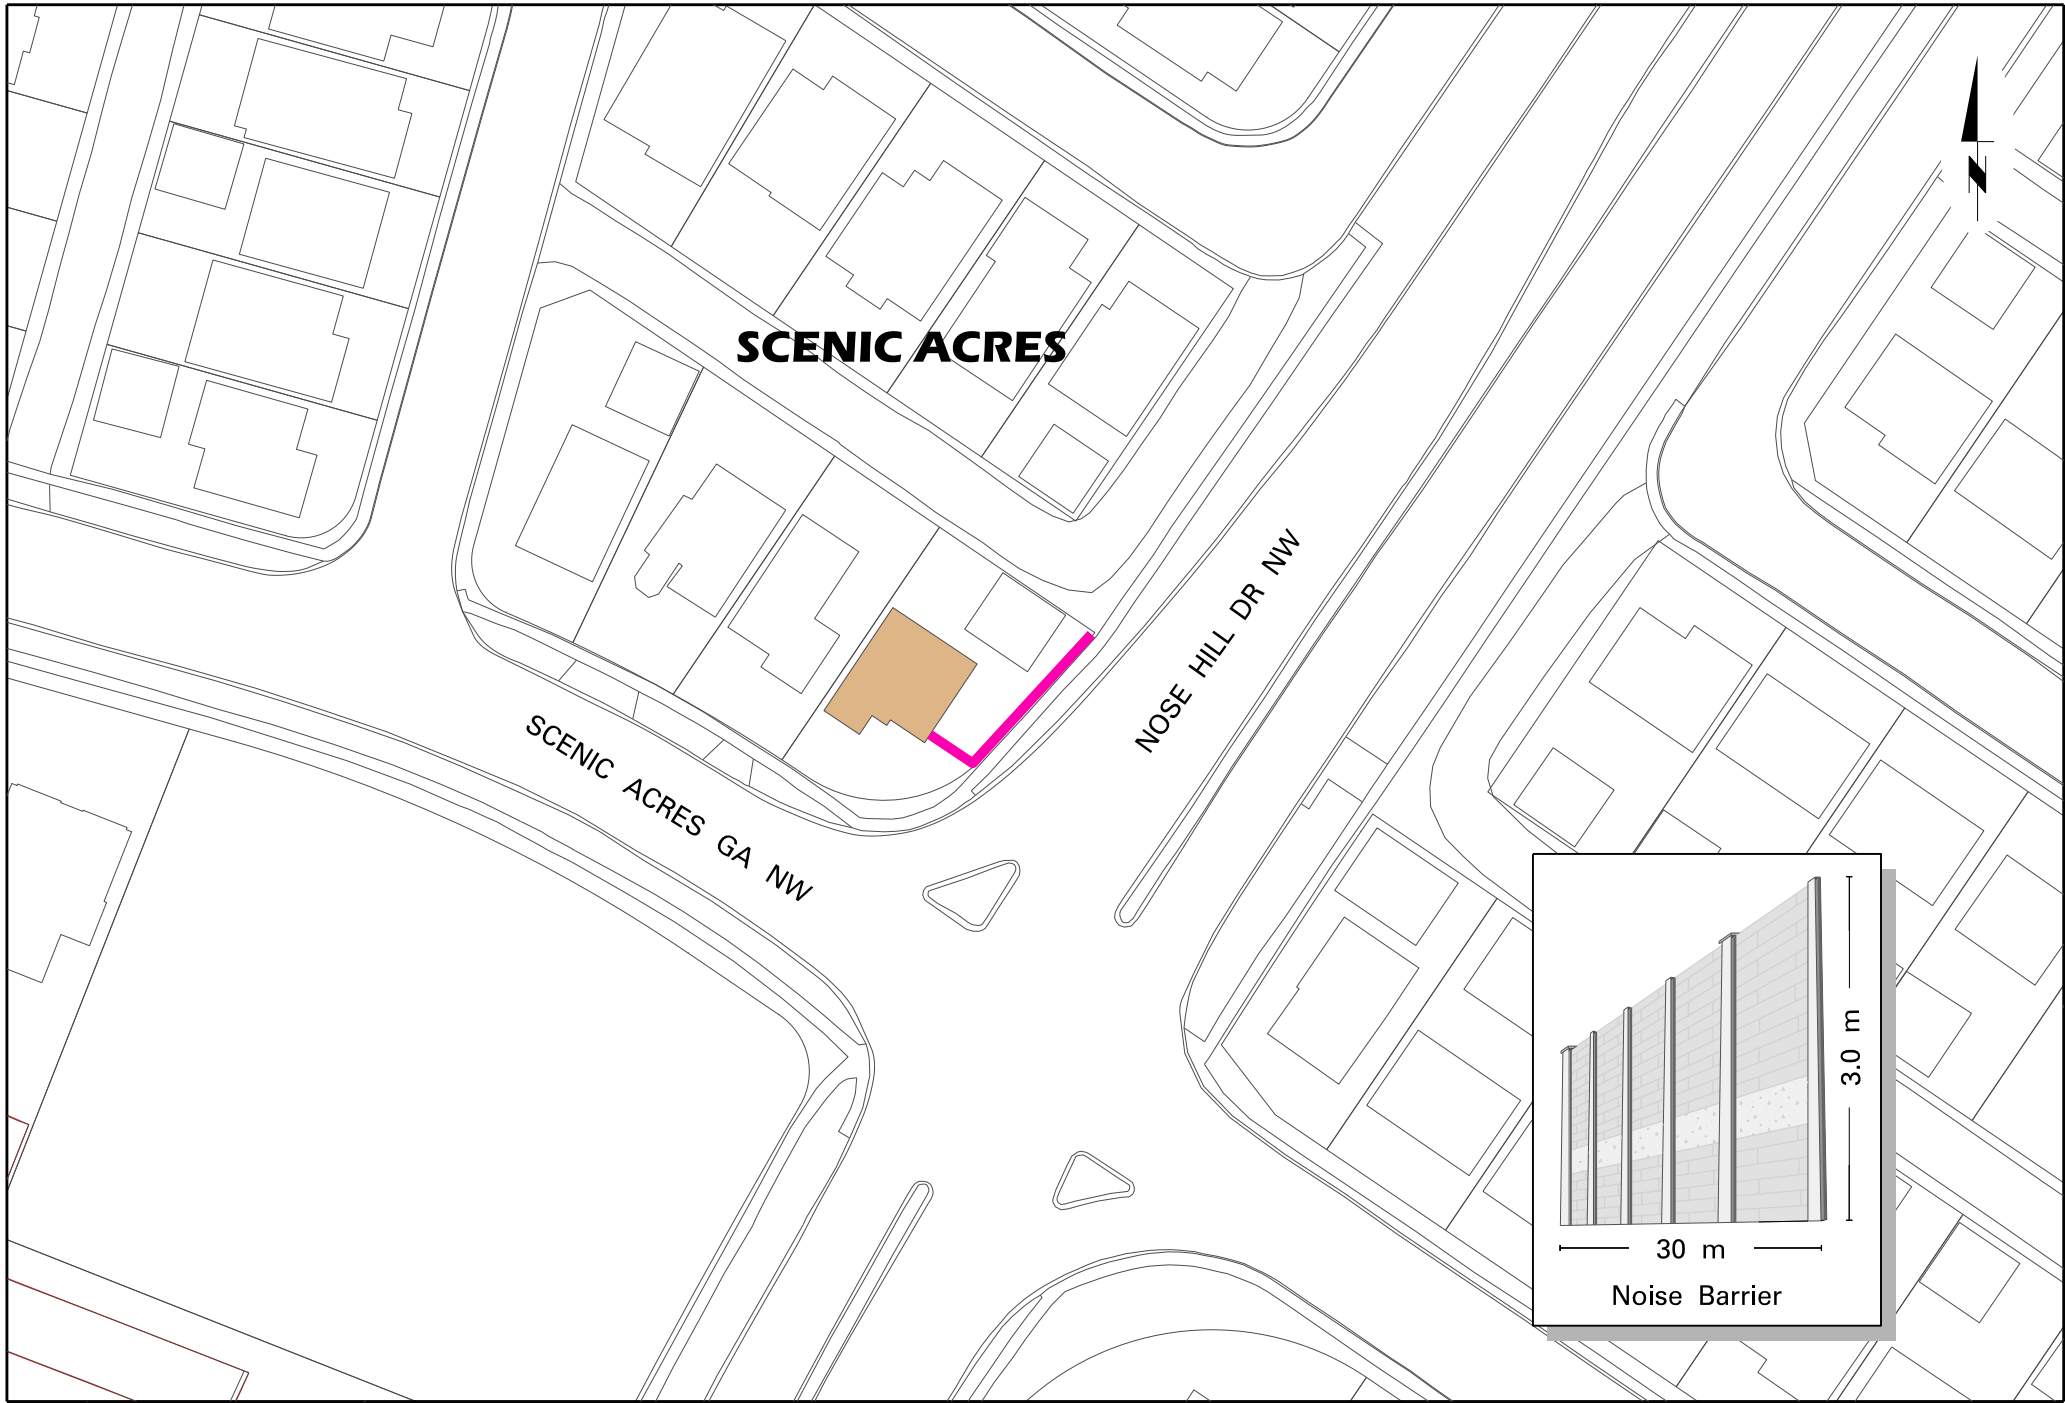 N
SCENIC ACRES
NOSE HILL DR NW
SCENIC ACRES GA NW
3.0 m
30 m
Noise Barrier